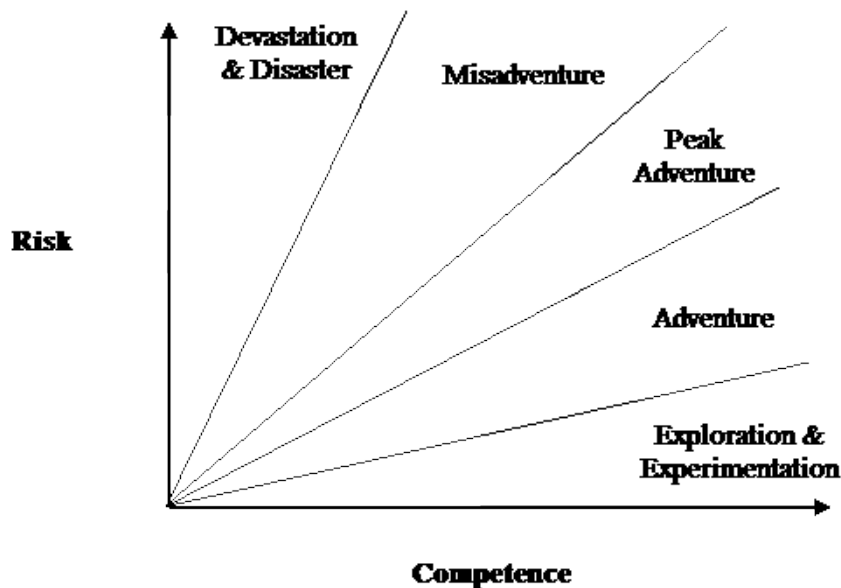 Devastation
& Disaster
Misadventure
Peak
Adventure
Risk
Adventure
Exploration &
Experimentation
Competence